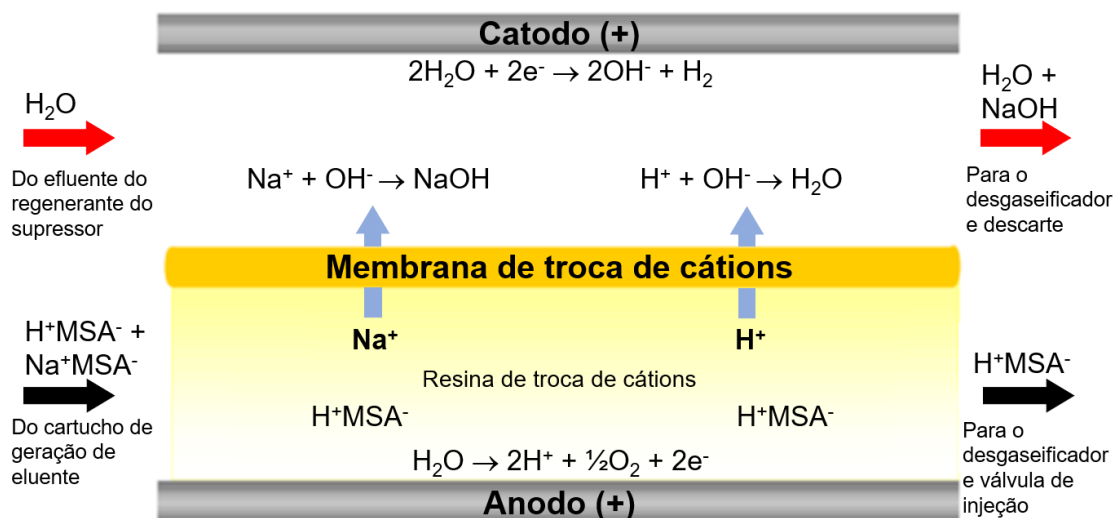 Catodo (+)
2H₂O + 2e⁻ → 2OH⁻ + H₂
H₂O
Do efluente do
regenerante do
supressor
H₂O +
NaOH
Para o
desgaseificador
e descarte
Na⁺ + OH⁻ → NaOH
H⁺ + OH⁻ → H₂O
Membrana de troca de cátions
H⁺MSA⁻ +
Na⁺MSA⁻
Do cartucho de
geração de
eluente
Na⁺
H⁺
Resina de troca de cátions
H⁺MSA⁻
H⁺MSA⁻
H₂O → 2H⁺ + ½O₂ + 2e⁻
H⁺MSA⁻
Para o
desgaseificador
e válvula de
injeção
Anodo (+)